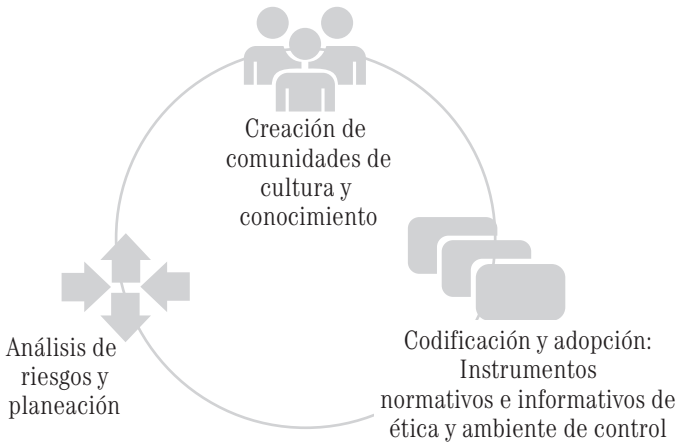 Creación de
comunidades de
cultura y
conocimiento
Análisis de
riesgos y
planeación
Codificación y adopción:
Instrumentos
normativos e informativos de
ética y ambiente de control